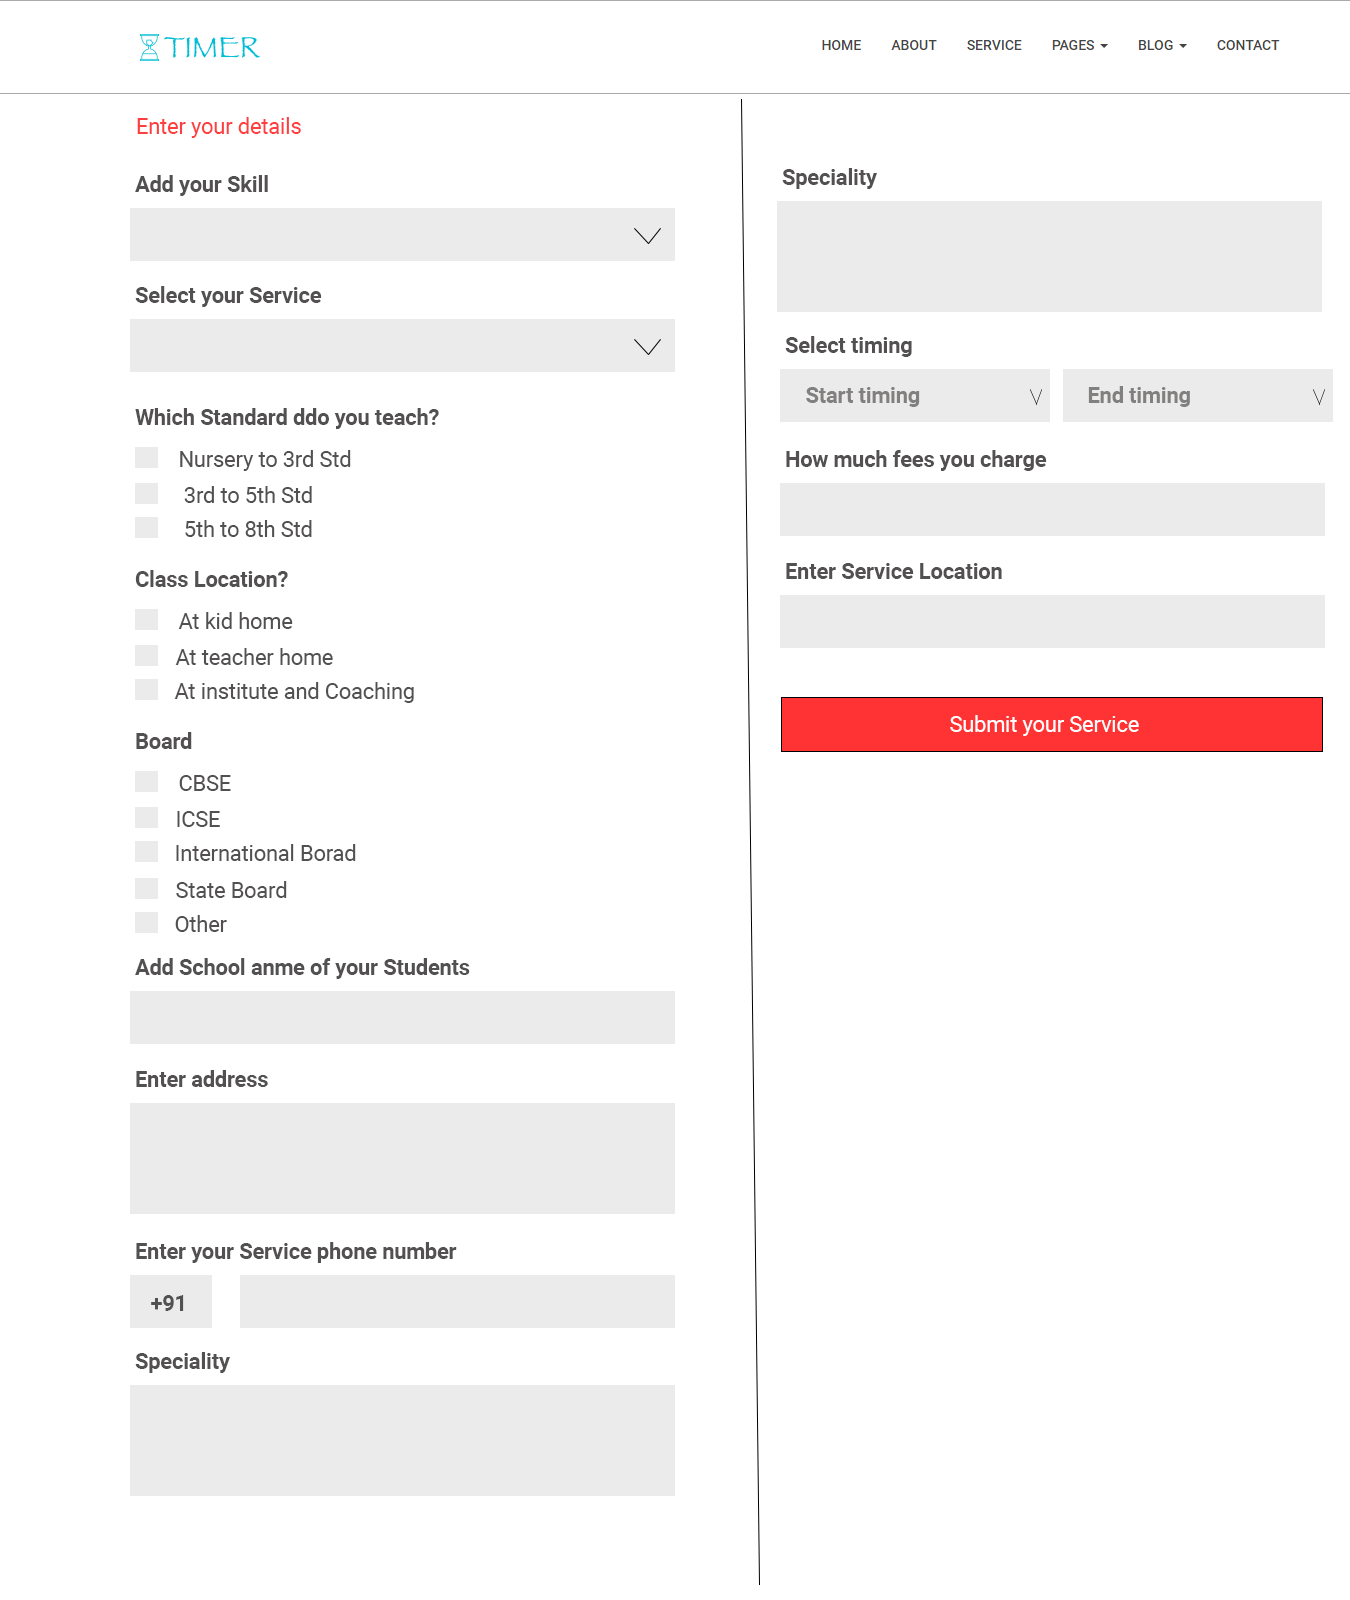 TIMER
HOME ABOUT SERVICE PAGES BLOG CONTACT
Enter your details
Add your Skill
Select your Service
Which Standard ddo you teach?
Nursery to 3rd Std
3rd to 5th Std
5th to 8th Std
Class Location?
At kid home
At teacher home
At institute and Coaching
Board
CBSE
ICSE
International Borad
State Board
Other
Add School anme of your Students
Enter address
Enter your Service phone number
+91
Speciality
Speciality
Select timing
Start timing End timing
How much fees you charge
Enter Service Location
Submit your Service